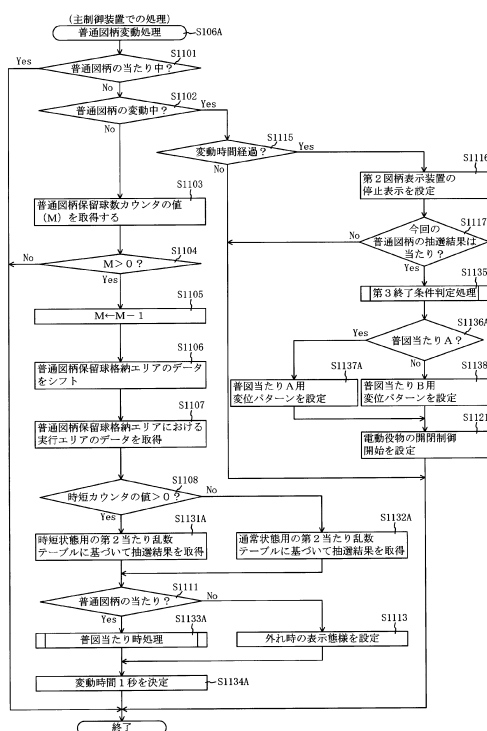 (主制御装置での処理)
普通図柄変動処理
S106A
S1101
Yes
普通図柄の当たり中?
No
S1102
普通図柄の変動中?
Yes
No
S1115
変動時間経過?
Yes
No
S1116
第2図柄表示装置の
停止表示を設定
S1103
普通図柄保留球数カウンタの値
(M)を取得する
S1117
今回の
普通図柄の抽選結果は
当たり?
No
Yes
S1104
No
M>0?
Yes
S1135
第3終了条件判定処理
S1105
M←M-1
S1136A
Yes
普図当たりA?
No
S1106
普通図柄保留球格納エリアのデータ
をシフト
S1137A
普図当たりA用
変位パターンを設定
S1138
普図当たりB用
変位パターンを設定
S1107
普通図柄保留球格納エリアにおける
実行エリアのデータを取得
S1121
電動役物の開閉制御
開始を設定
S1108
時短カウンタの値>0?
No
Yes
S1131A
時短状態用の第2当たり乱数
テーブルに基づいて抽選結果を取得
S1132A
通常状態用の第2当たり乱数
テーブルに基づいて抽選結果を取得
S1111
普通図柄の当たり?
No
Yes
S1133A
普図当たり時処理
S1113
外れ時の表示態様を設定
変動時間1秒を決定
S1134A
終了